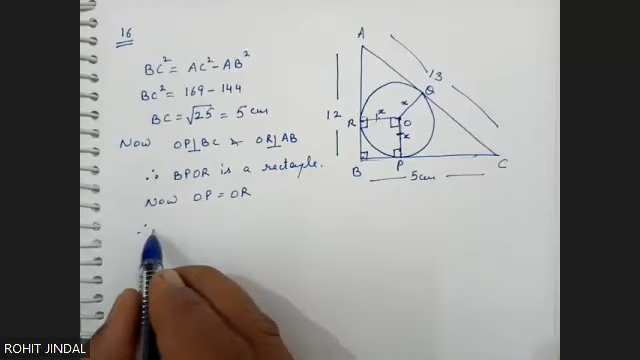 16
BC² = AC² - AB²
BC² = 169 - 144
BC = √25 = 5 cm
Now OP⊥BC & OR⊥AB
∴ BPOR is a rectangle.
Now OP = OR
A
13
Q
x
12
R
x
O
x
B
P
C
5cm
ROHIT JINDAL